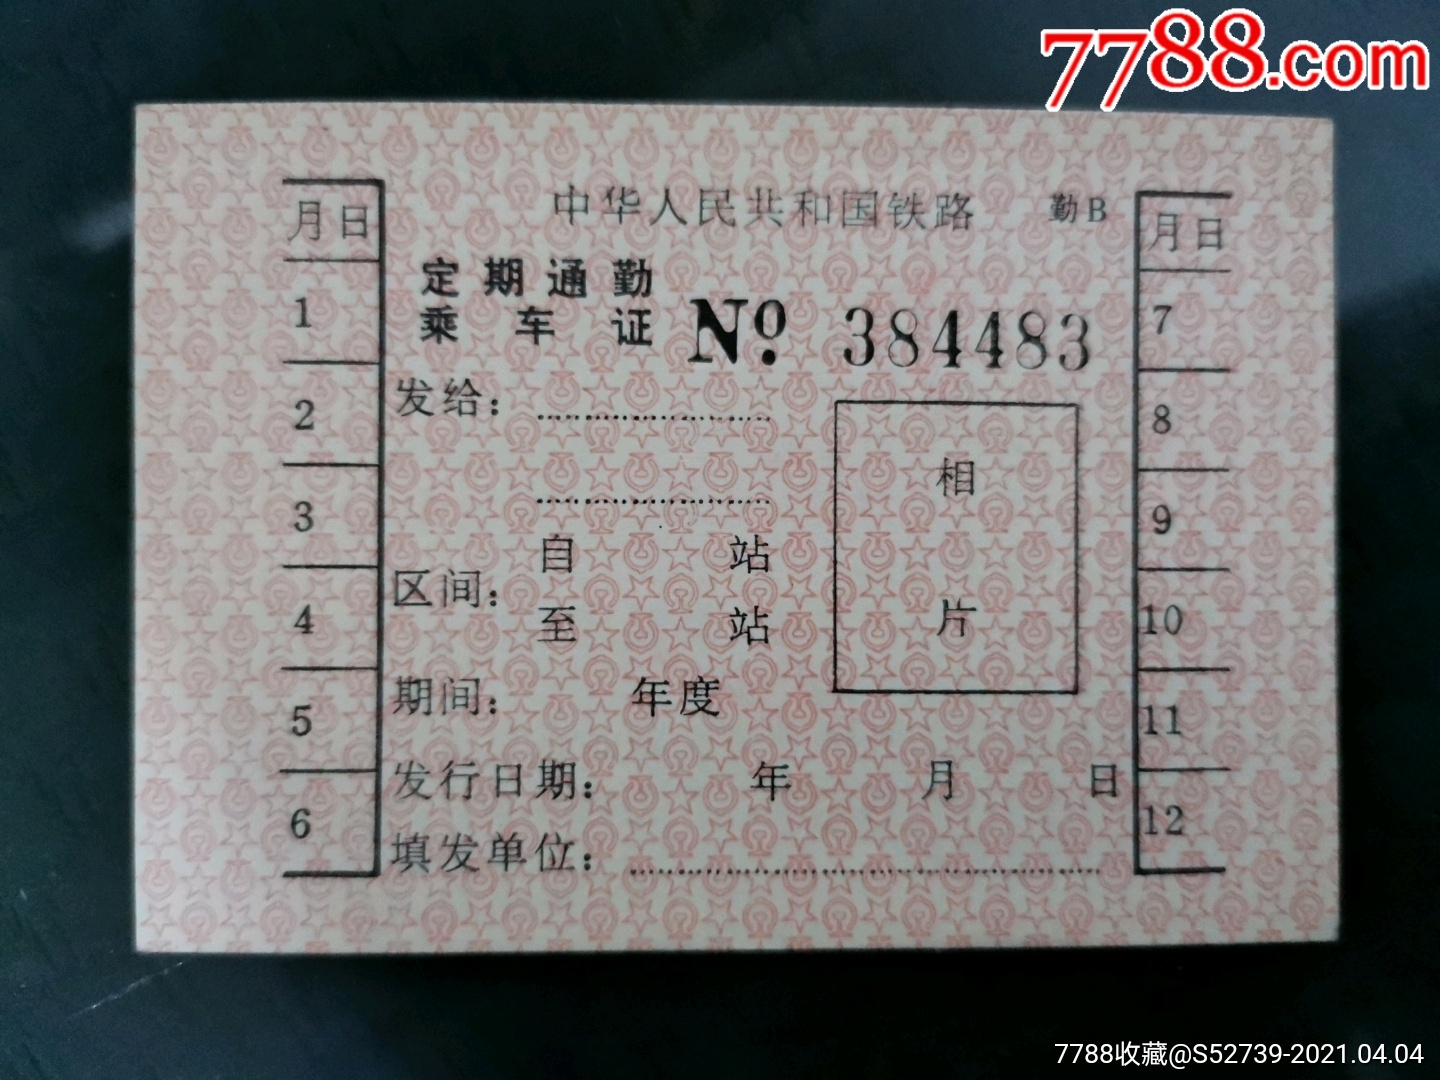 7788.com
中华人民共和国铁路 勤B
定期通勤
乘车证 № 384483
发给：
相
片
自 站
区间：
至 站
期间： 年度
发行日期： 年 月 日
填发单位：
月日
1
2
3
4
5
6
月日
7
8
9
10
11
12
7788收藏@S52739-2021.04.04